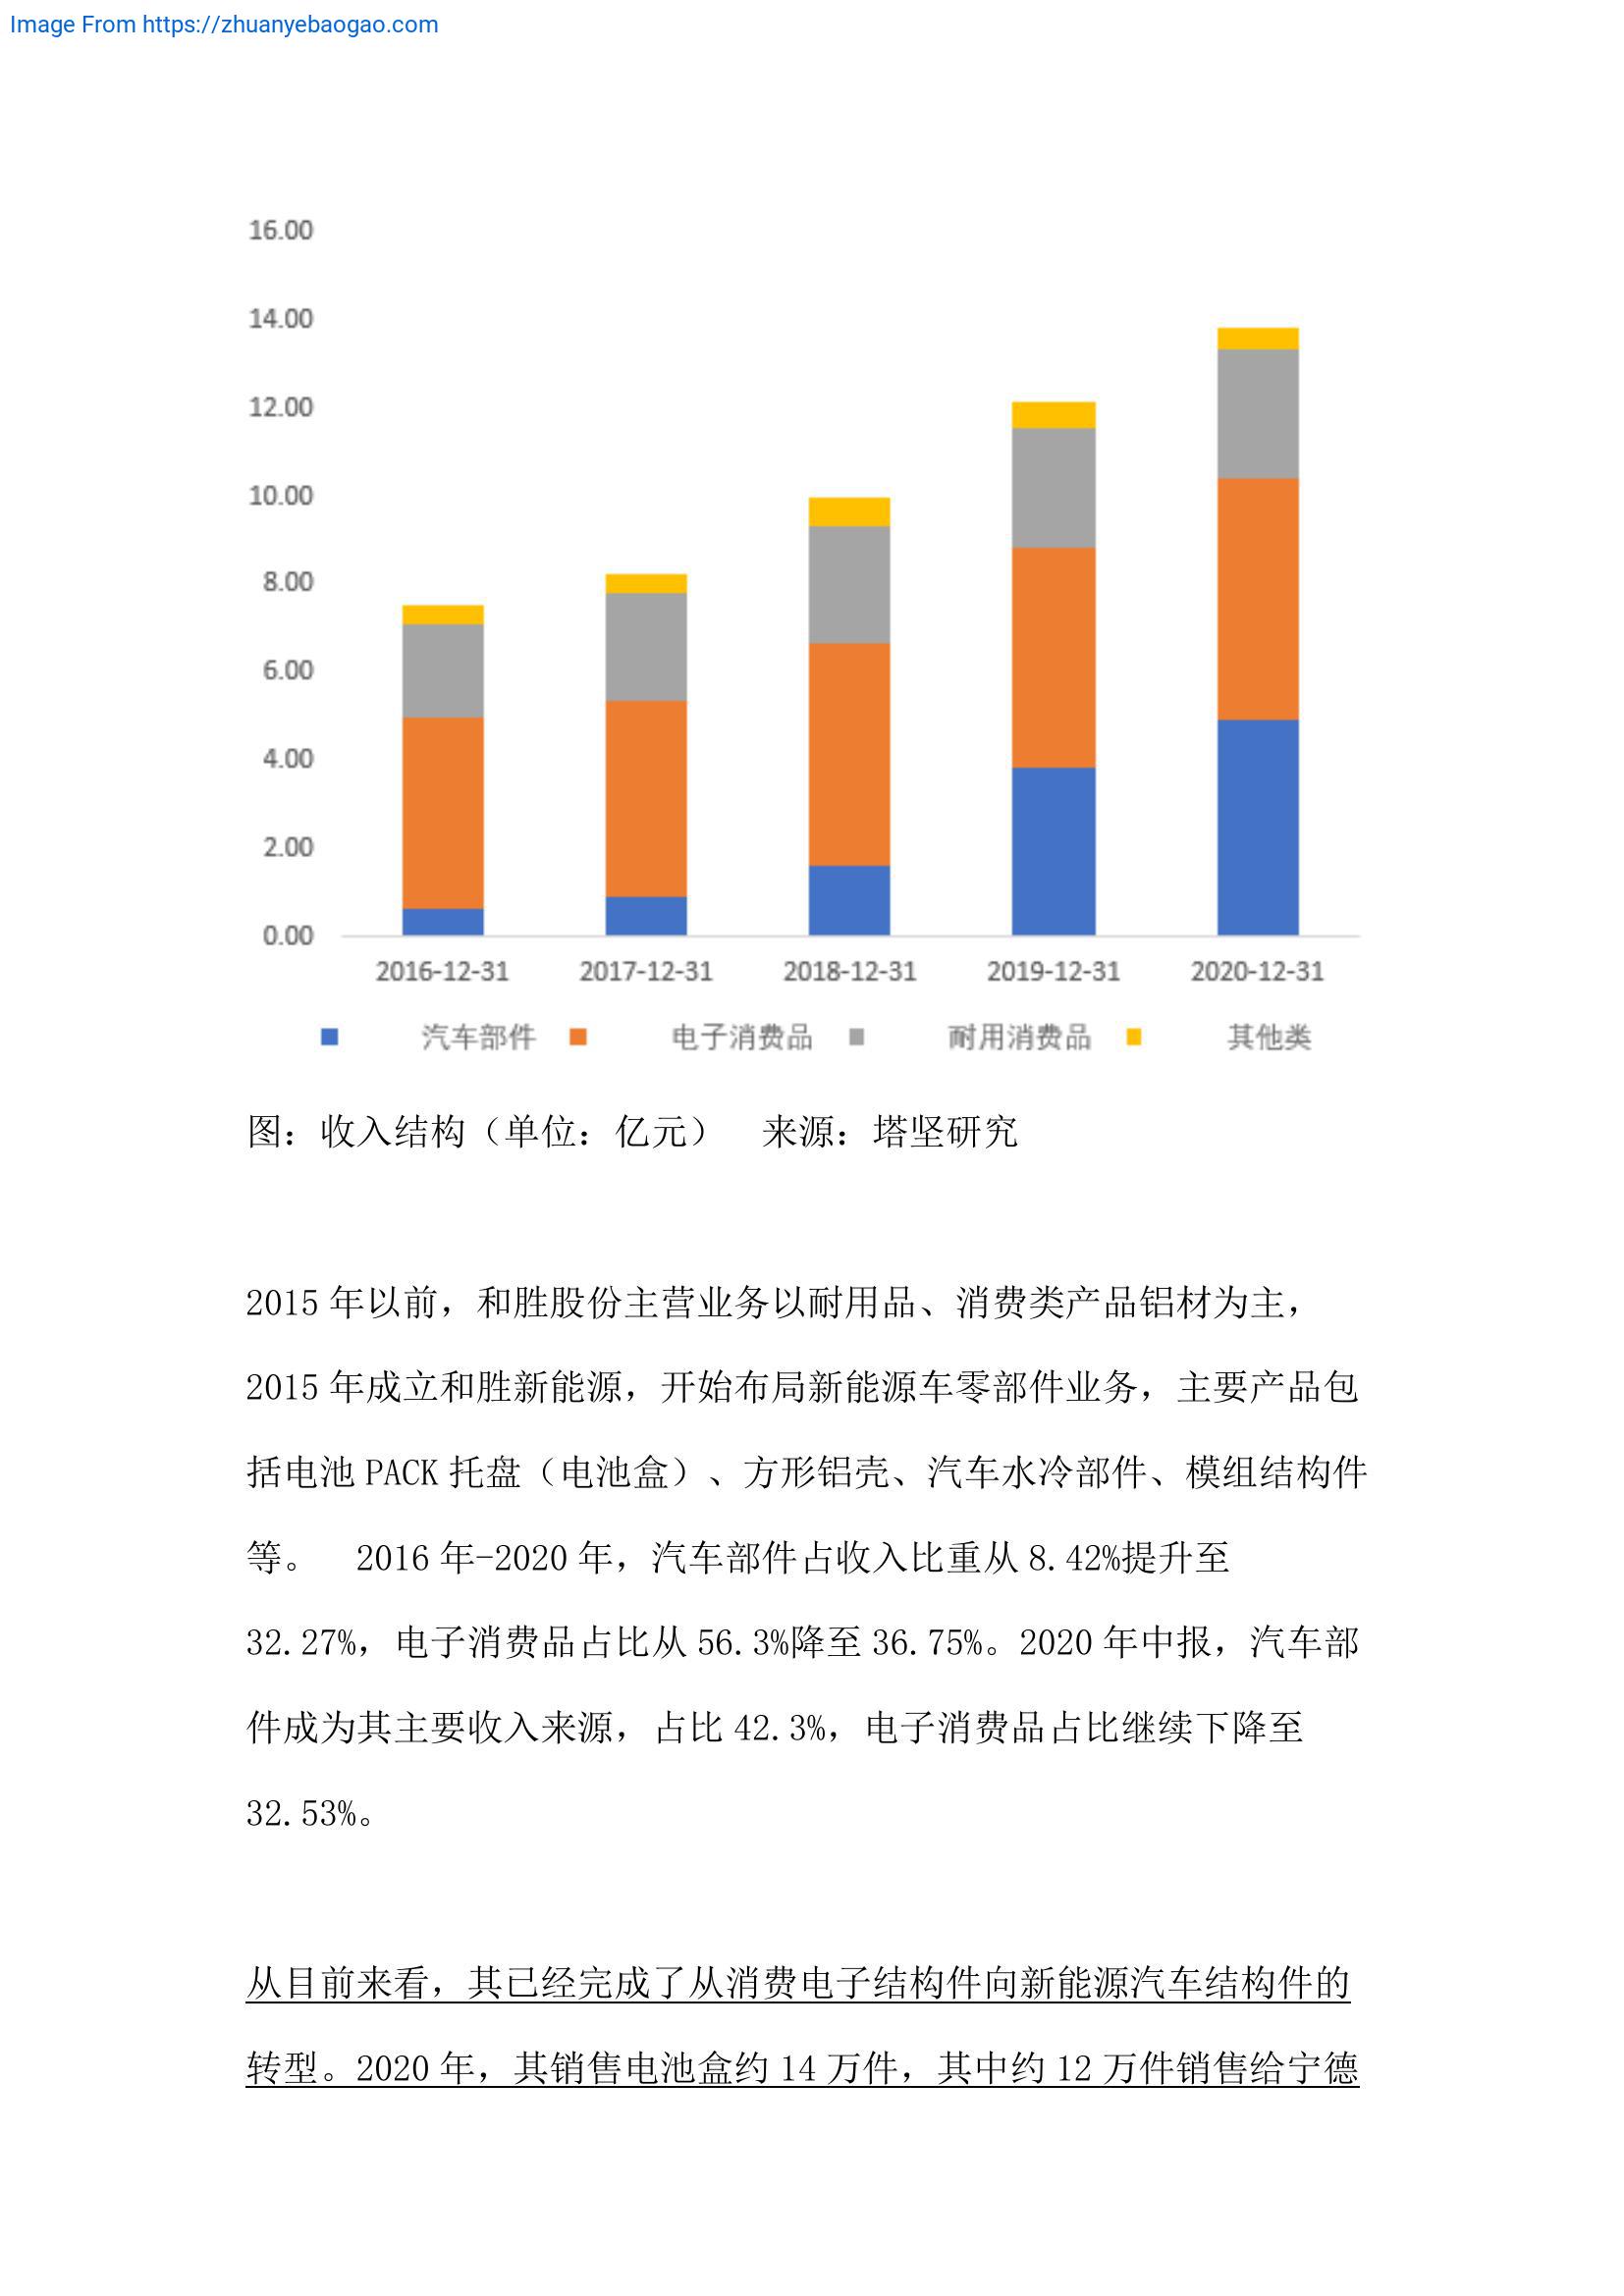 Image From https://zhuanyebaogao.com
16.00
14.00
12.00
10.00
8.00
6.00
4.00
2.00
0.00
2016-12-31 2017-12-31 2018-12-31 2019-12-31 2020-12-31
汽车部件 电子消费品 耐用消费品 其他类
图：收入结构（单位：亿元） 来源：塔坚研究
2015 年以前，和胜股份主营业务以耐用品、消费类产品铝材为主，
2015 年成立和胜新能源，开始布局新能源车零部件业务，主要产品包
括电池 PACK 托盘（电池盒）、方形铝壳、汽车水冷部件、模组结构件
等。 2016 年-2020 年，汽车部件占收入比重从 8.42%提升至
32.27%，电子消费品占比从 56.3%降至 36.75%。2020 年中报，汽车部
件成为其主要收入来源，占比 42.3%，电子消费品占比继续下降至
32.53%。
从目前来看，其已经完成了从消费电子结构件向新能源汽车结构件的
转型。2020 年，其销售电池盒约 14 万件，其中约 12 万件销售给宁德